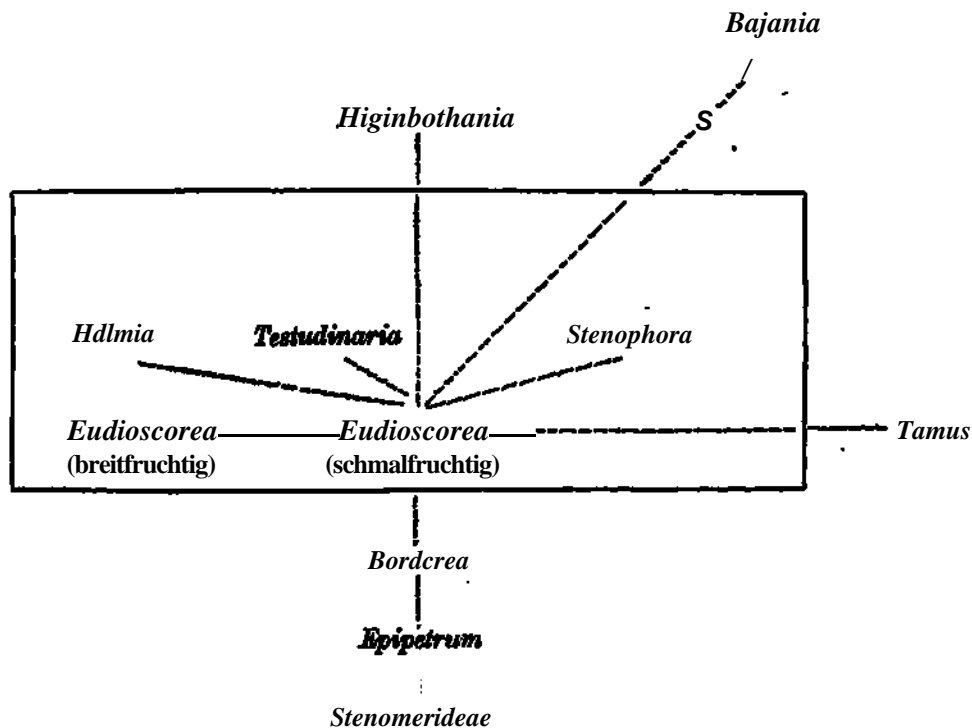 Bajania
S
Higinbothania
Hdlmia
Testudinaria
Stenophora
Eudioscorea Eudioscorea Tamus
(breitfruchtig) (schmalfruchtig)
Bordcrea
Epipetrum
Stenomerideae